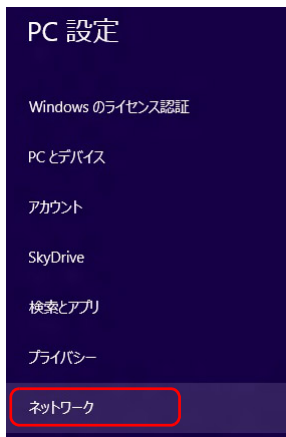 PC 設定
Windows のライセンス認証
PC とデバイス
アカウント
SkyDrive
検索とアプリ
プライバシー
ネットワーク